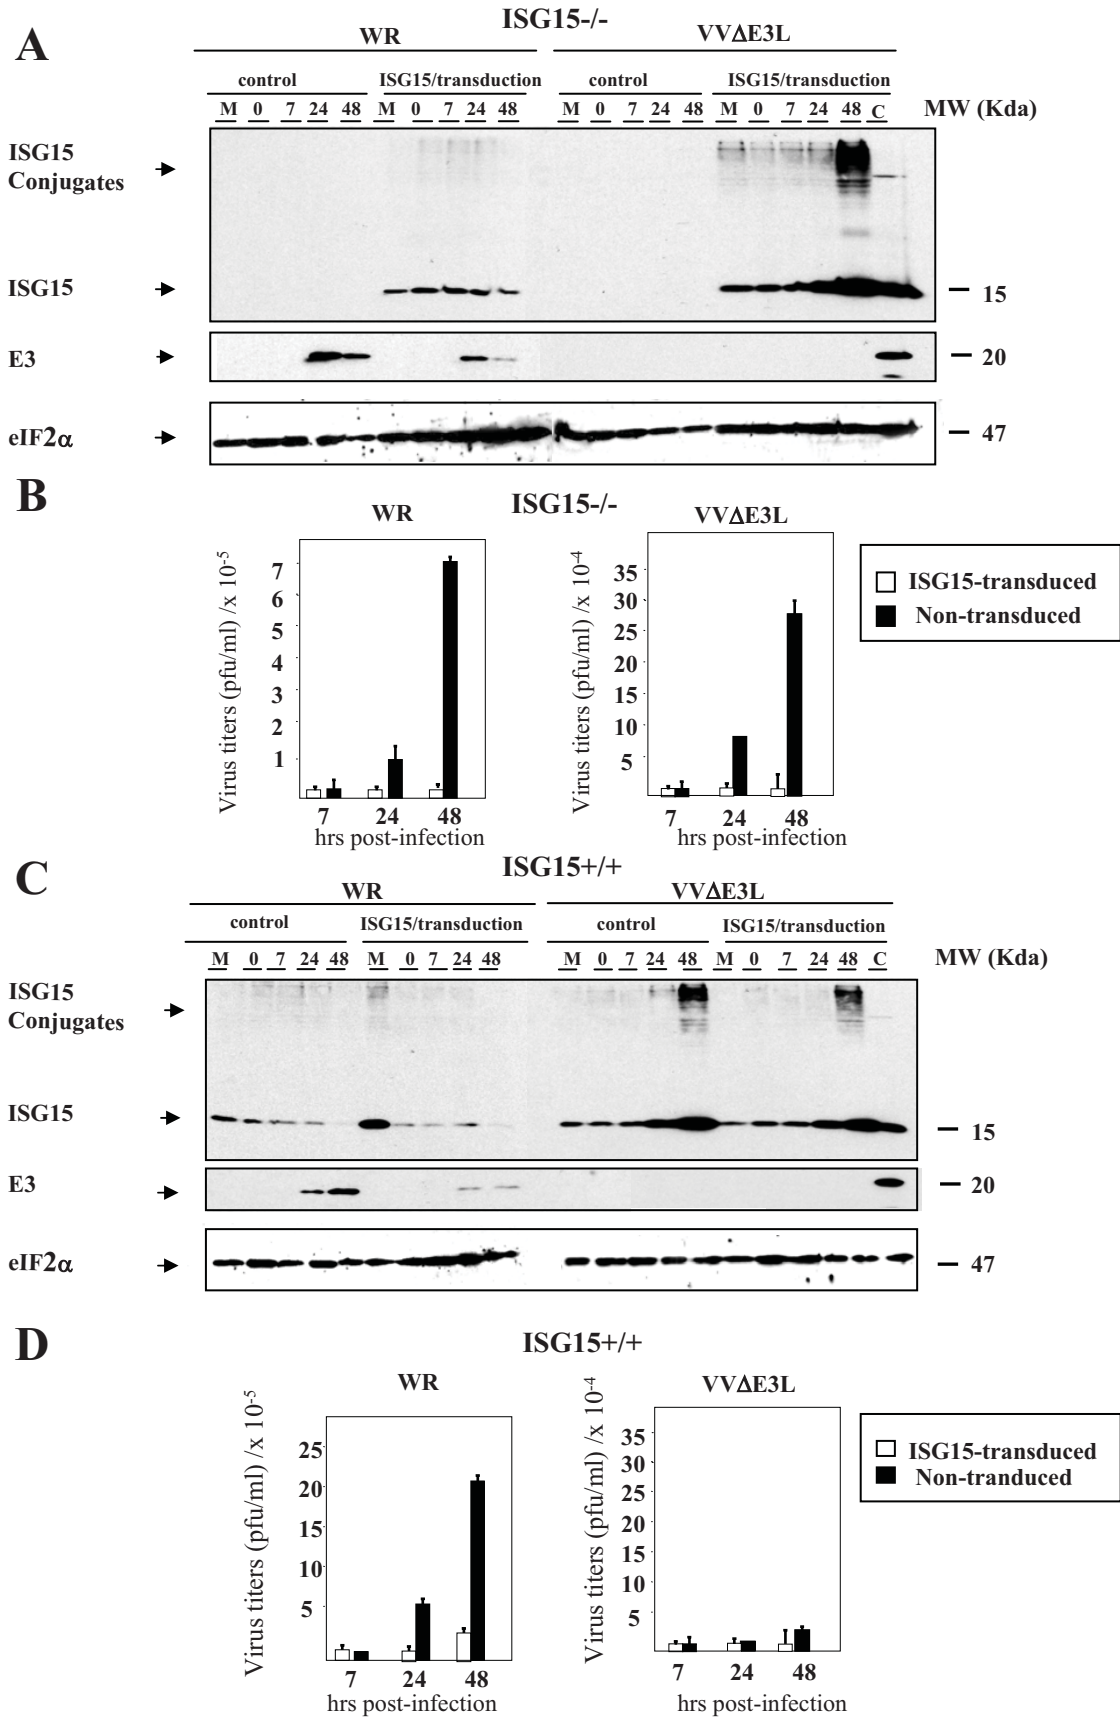 A
ISG15-/-
WR VVΔE3L
control ISG15/transduction control ISG15/transduction
M 0 7 24 48 M 0 7 24 48 M 0 7 24 48 M 0 7 24 48 C MW (Kda)
ISG15
Conjugates
ISG15 15
E3 20
eIF2α 47
B
ISG15-/-
WR VVΔE3L
Virus titers (pfu/ml) /x 10-5
7
6
5
4
3
2
1
7 24 48
hrs post-infection
Virus titers (pfu/ml) /x 10-4
35
30
25
20
15
10
5
7 24 48
hrs post-infection
ISG15-transduced
Non-transduced
C
ISG15+/+
WR VVΔE3L
control ISG15/transduction control ISG15/transduction
M 0 7 24 48 M 0 7 24 48 M 0 7 24 48 M 0 7 24 48 C MW (Kda)
ISG15
Conjugates
ISG15 15
E3 20
eIF2α 47
D
ISG15+/+
WR VVΔE3L
Virus titers (pfu/ml) /x 10-5
25
20
15
10
5
7 24 48
hrs post-infection
Virus titers (pfu/ml) /x 10-4
35
30
25
20
15
10
5
7 24 48
hrs post-infection
ISG15-transduced
Non-tranduced